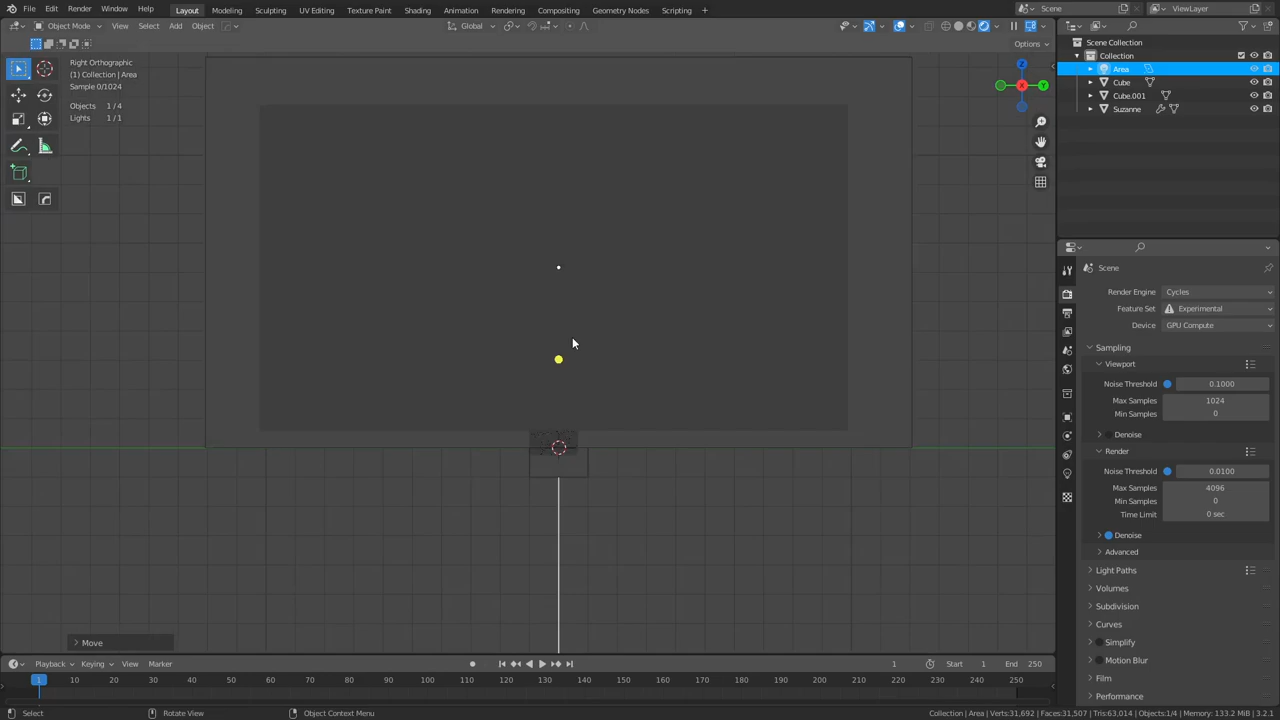 File Edit Render Window Help Layout Modeling Sculpting UV Editing Texture Paint Shading Animation Rendering Compositing Geometry Nodes Scripting + Scene ViewLayer
Object Mode View Select Add Object Global
Options
Right Orthographic
(1) Collection | Area
Sample 0/1024
Objects 1/4
Lights 1/1
Z
X
Y
Scene Collection
Collection
Area
Cube
Cube.001
Suzanne
Scene
Render Engine Cycles
Feature Set Experimental
Device GPU Compute
Sampling
Viewport
Noise Threshold 0.1000
Max Samples 1024
Min Samples 0
Denoise
Render
Noise Threshold 0.0100
Max Samples 4096
Min Samples 0
Time Limit 0 sec
Denoise
Advanced
Light Paths
Volumes
Subdivision
Curves
Simplify
Motion Blur
Film
Performance
Move
Playback Keying View Marker 1 Start 1 End 250
1 10 20 30 40 50 60 70 80 90 100 110 120 130 140 150 160 170 180 190 200 210 220 230 240 250
Select Rotate View Object Context Menu Collection | Area | Verts:31,692 | Faces:31,507 | Tris:63,014 | Objects:1/4 | Memory: 133.2 MiB | 3.2.1